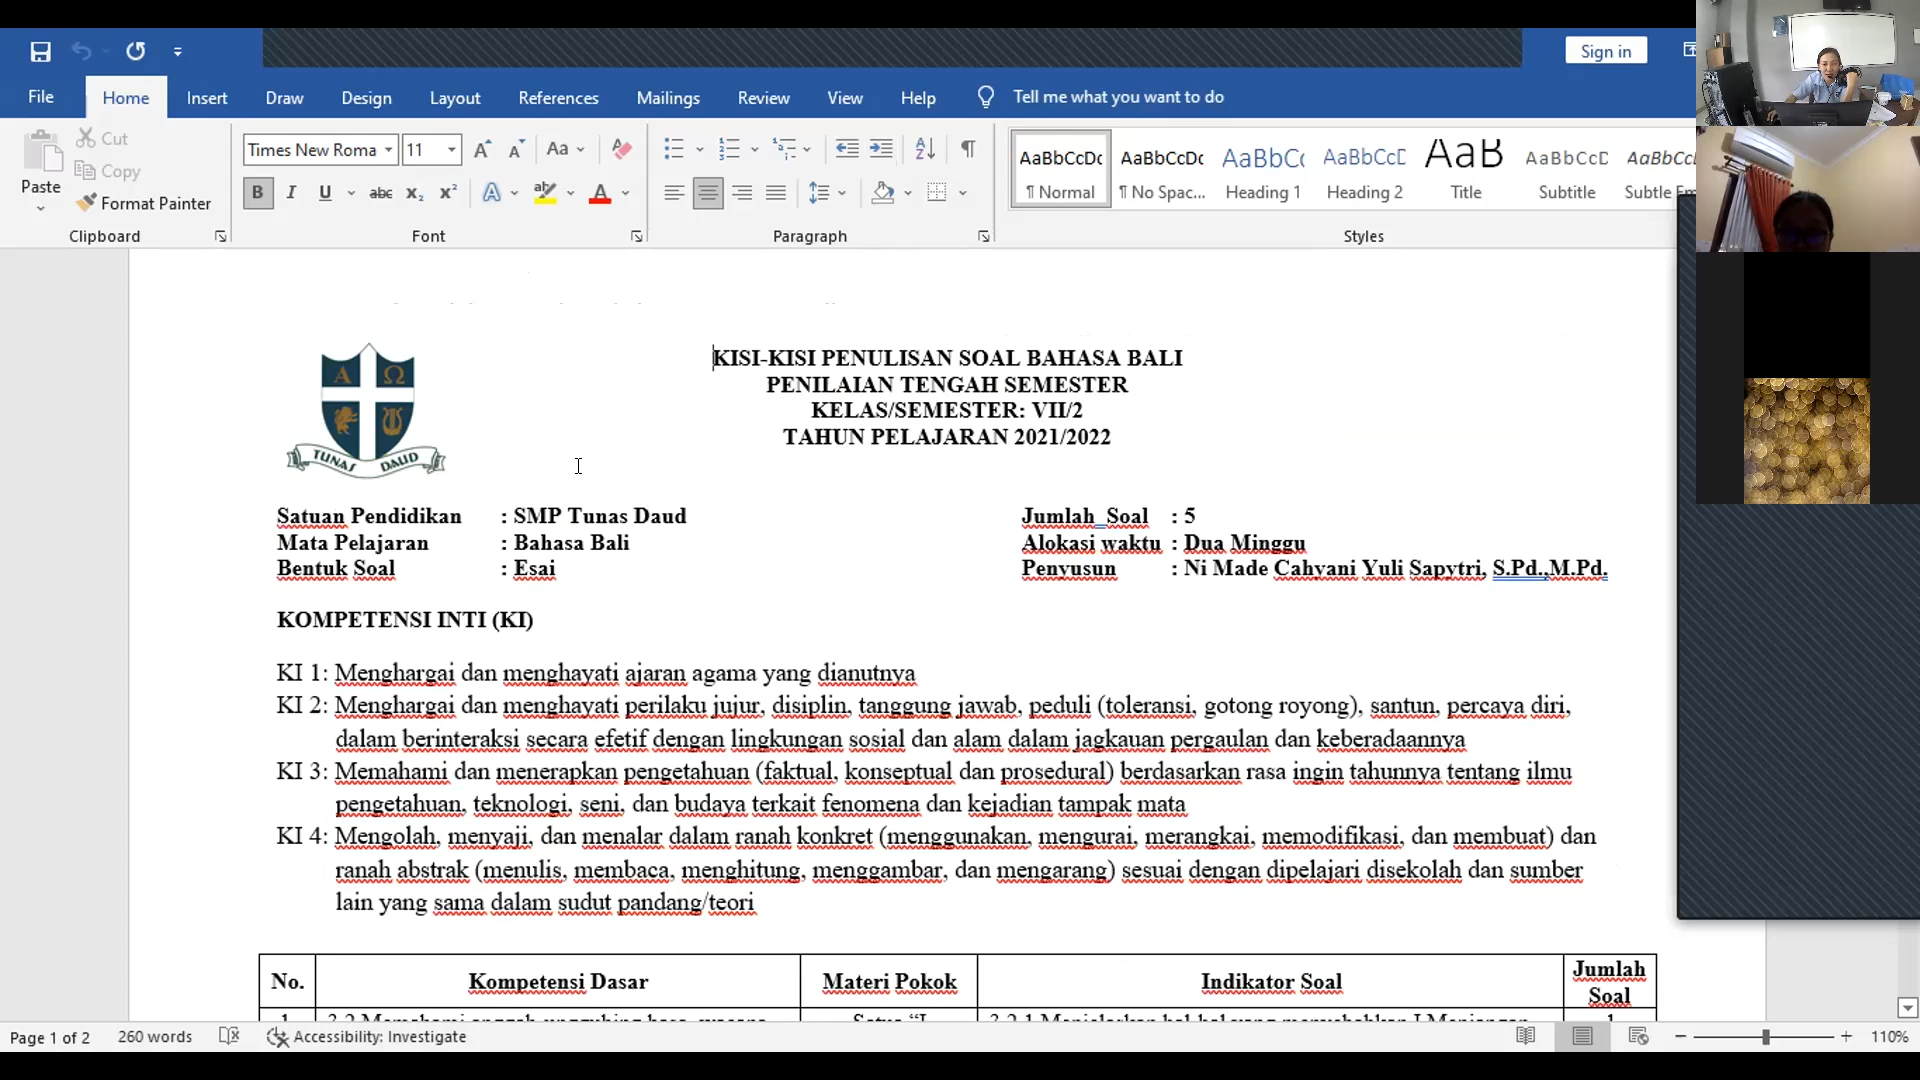 Sign in
File Home Insert Draw Design Layout References Mailings Review View Help Tell me what you want to do
Paste
Cut
Copy
Format Painter
Times New Roma 11 Aa
B I U abc x₂ x² A A
AaBbCcDc AaBbCcDc AaBbC( AaBbCcD AaB AaBbCcD AaBbCcL
¶ Normal ¶ No Spac... Heading 1 Heading 2 Title Subtitle Subtle Em
Clipboard Font Paragraph Styles
A Ω
TUNAS DAUD
KISI-KISI PENULISAN SOAL BAHASA BALI
PENILAIAN TENGAH SEMESTER
KELAS/SEMESTER: VII/2
TAHUN PELAJARAN 2021/2022
Satuan Pendidikan : SMP Tunas Daud Jumlah Soal : 5
Mata Pelajaran : Bahasa Bali Alokasi waktu : Dua Minggu
Bentuk Soal : Esai Penyusun : Ni Made Cahyani Yuli Sapytri, S.Pd.,M.Pd.
KOMPETENSI INTI (KI)
KI 1: Menghargai dan menghayati ajaran agama yang dianutnya
KI 2: Menghargai dan menghayati perilaku jujur, disiplin, tanggung jawab, peduli (toleransi, gotong royong), santun, percaya diri,
dalam berinteraksi secara efetif dengan lingkungan sosial dan alam dalam jagkauan pergaulan dan keberadaannya
KI 3: Memahami dan menerapkan pengetahuan (faktual, konseptual dan prosedural) berdasarkan rasa ingin tahunnya tentang ilmu
pengetahuan, teknologi, seni, dan budaya terkait fenomena dan kejadian tampak mata
KI 4: Mengolah, menyaji, dan menalar dalam ranah konkret (menggunakan, mengurai, merangkai, memodifikasi, dan membuat) dan
ranah abstrak (menulis, membaca, menghitung, menggambar, dan mengarang) sesuai dengan dipelajari disekolah dan sumber
lain yang sama dalam sudut pandang/teori
No. Kompetensi Dasar Materi Pokok Indikator Soal Jumlah Soal
Page 1 of 2 260 words Accessibility: Investigate 110%